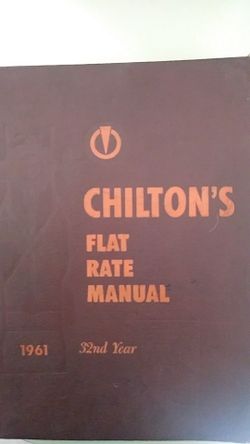 CHILTON'S
FLAT
RATE
MANUAL
1961 32nd Year